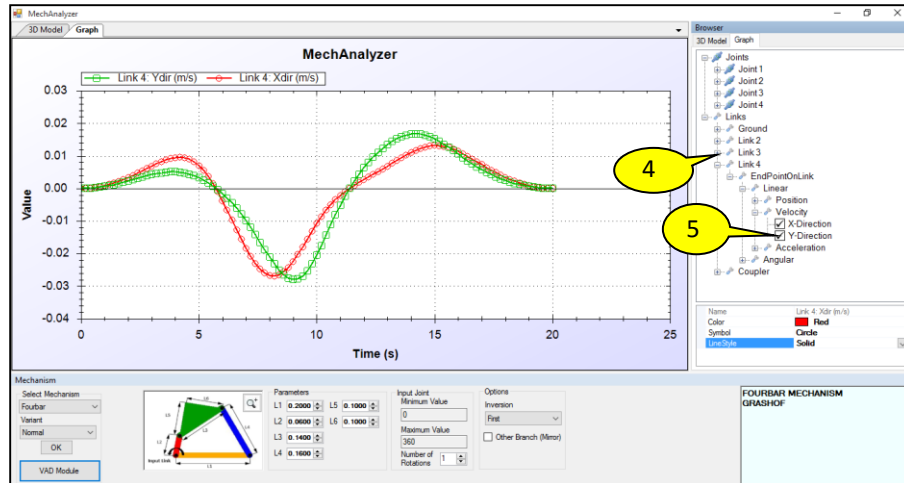 MechAnalyzer
3D Model
Graph
MechAnalyzer
Link 4: Ydir (m/s)
Link 4: Xdir (m/s)
0.03
0.02
0.01
0.00
-0.01
-0.02
-0.03
-0.04
Value
0
5
10
15
20
25
Time (s)
Browser
3D Model
Graph
Joints
Joint 1
Joint 2
Joint 3
Joint 4
Links
Ground
Link 2
Link 3
Link 4
EndPointOnLink
Linear
Position
Velocity
X-Direction
Y-Direction
Acceleration
Angular
Coupler
4
5
Name Link 4: Xdir (m/s)
Color Red
Symbol Circle
LineStyle Solid
Mechanism
Select Mechanism
Fourbar
Variant
Normal
OK
VAD Module
Parameters
L1 0.2000 L5 0.1000
L2 0.0600 L6 0.1000
L3 0.1400
L4 0.1600
Input Joint
Minimum Value
0
Maximum Value
360
Number of
Rotations 1
Options
Inversion
First
Other Branch (Mirror)
FOURBAR MECHANISM
GRASHOF